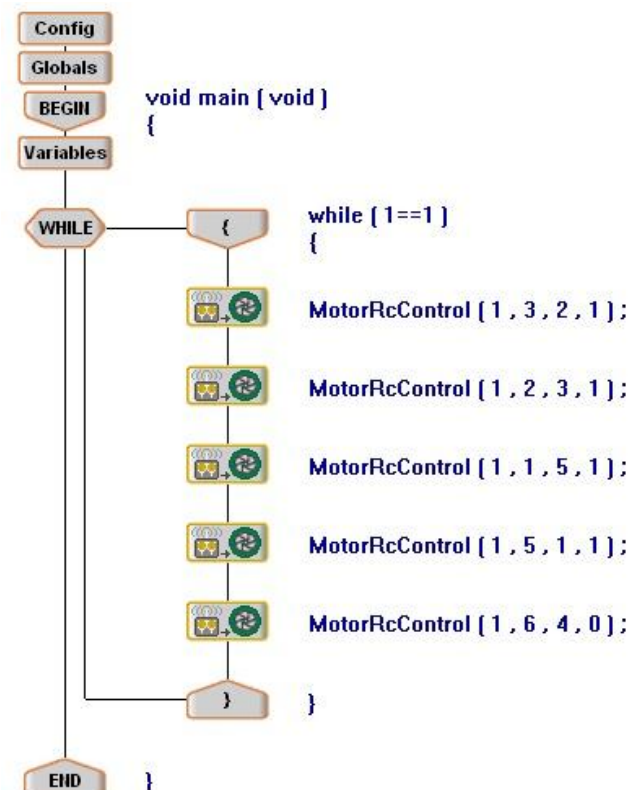 Config
Globals
BEGIN
void main ( void )
{
Variables
WHILE
{
while ( 1==1 )
{
MotorRcControl ( 1 , 3 , 2 , 1 ) ;
MotorRcControl ( 1 , 2 , 3 , 1 ) ;
MotorRcControl ( 1 , 1 , 5 , 1 ) ;
MotorRcControl ( 1 , 5 , 1 , 1 ) ;
MotorRcControl ( 1 , 6 , 4 , 0 ) ;
}
}
END
}